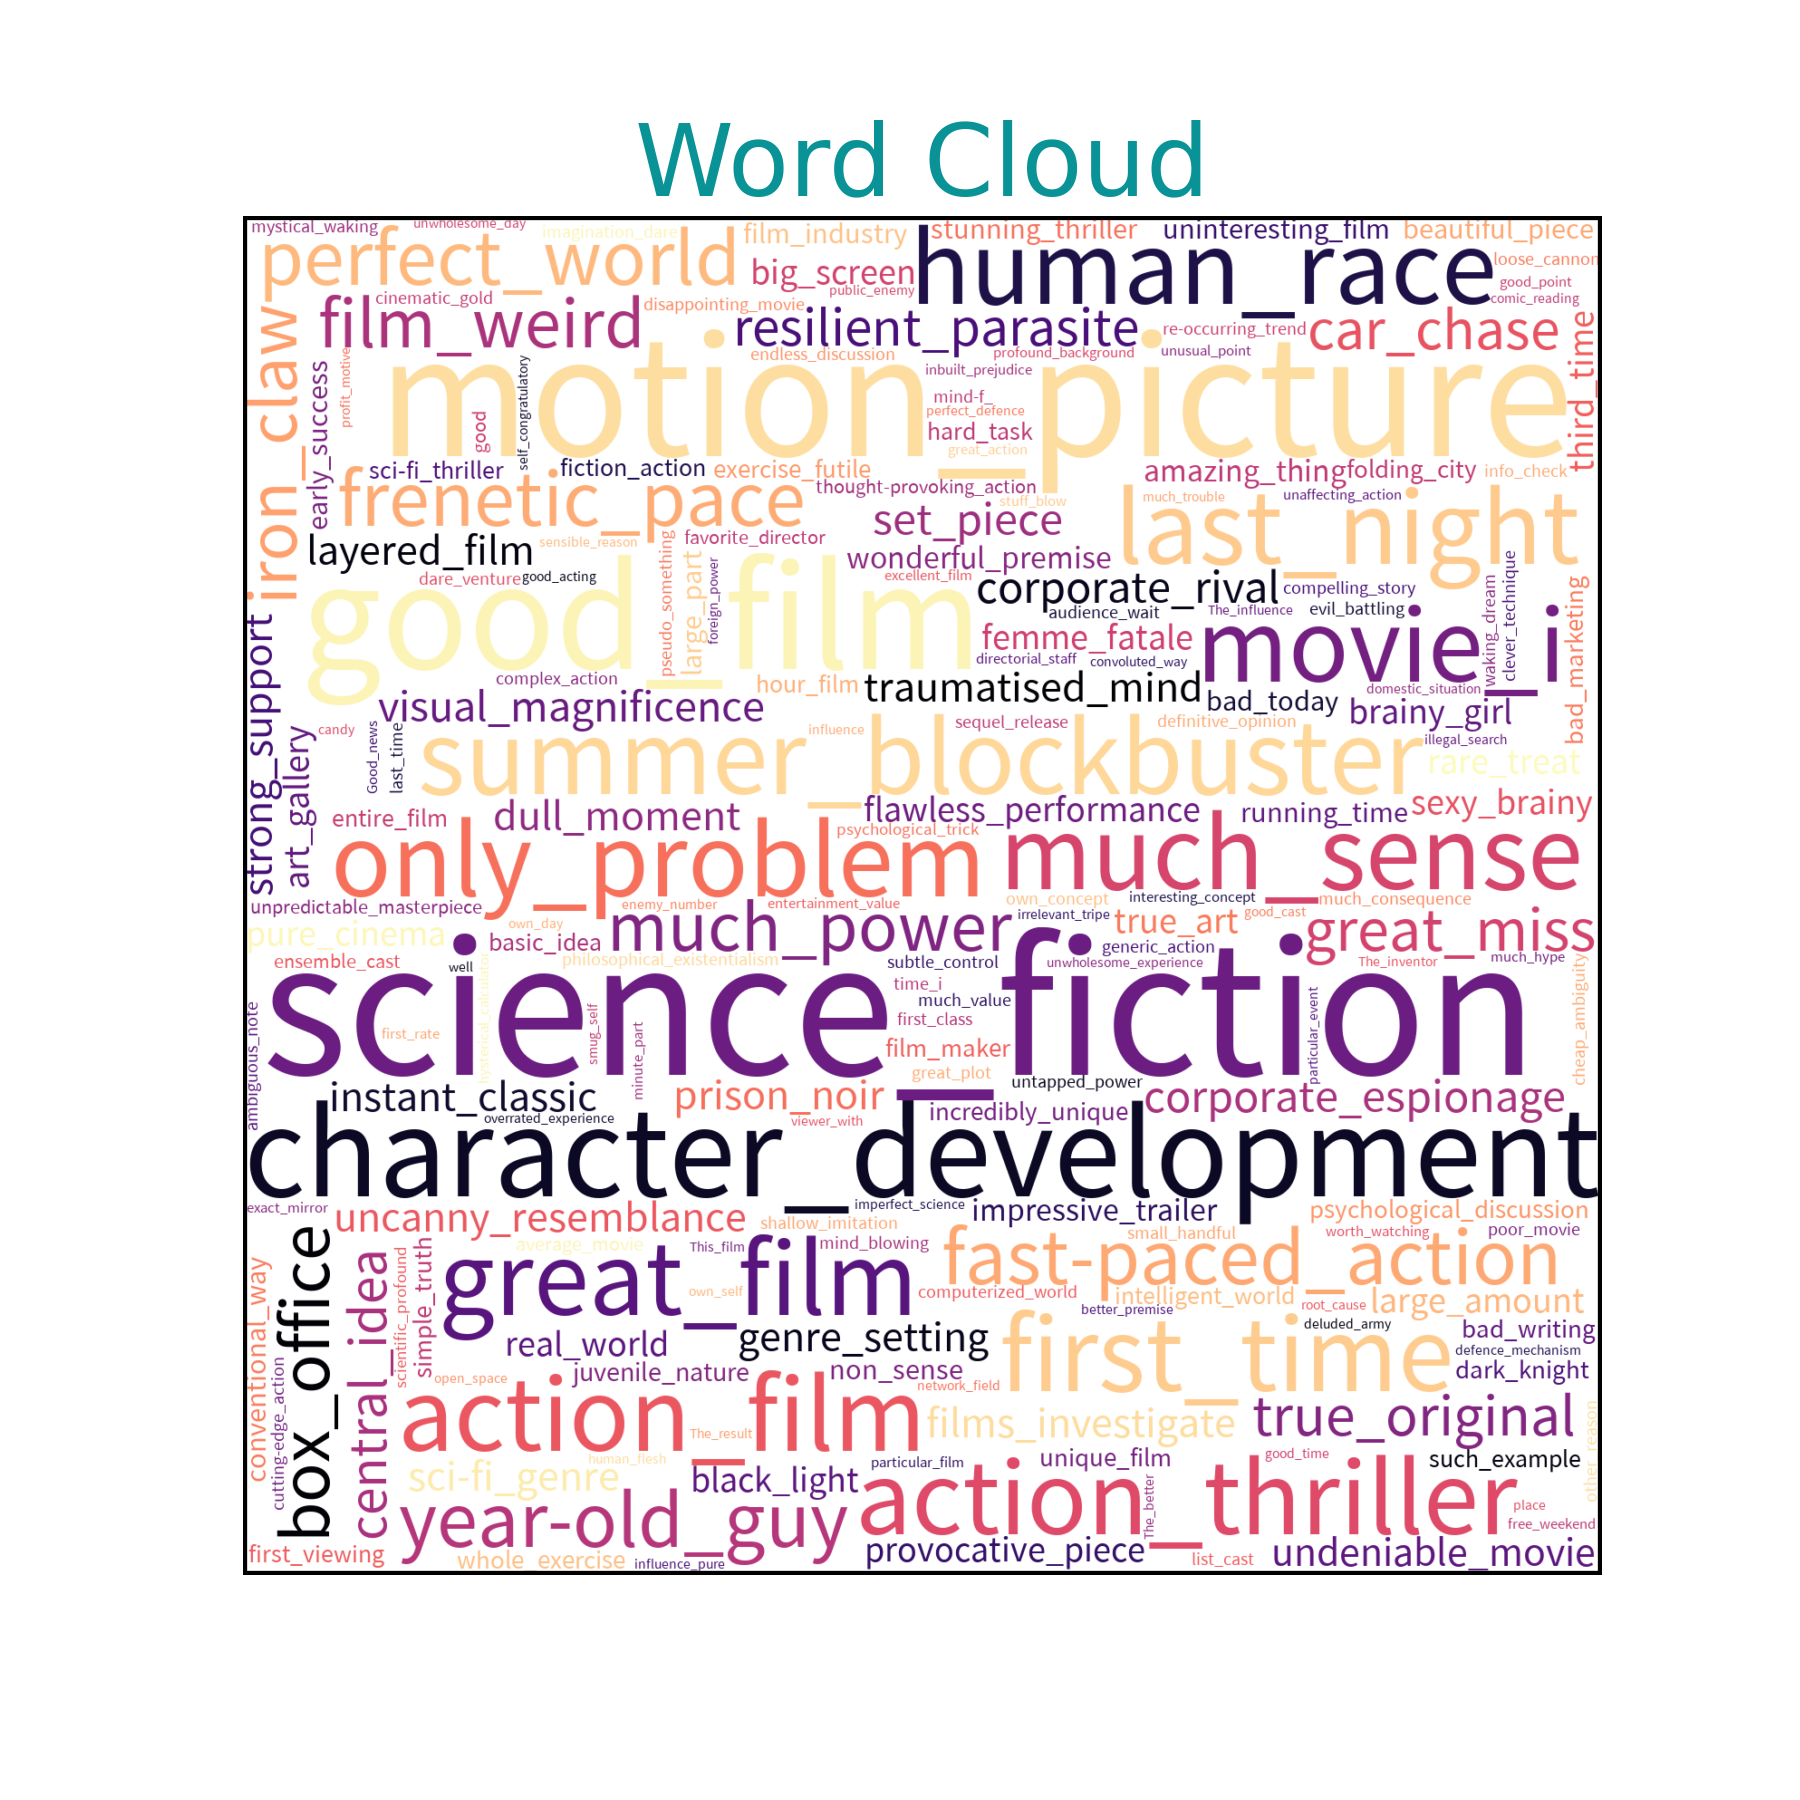 Word Cloud
mystical_waking
unwholesome_day
imagination_dare
film_industry
stunning_thriller
uninteresting_film
beautiful_piece
perfect_world
big_screen
human_race
loose_cannon
public_enemy
good_point
comic_reading
cinematic_gold
disappointing_movie
film_weird
resilient_parasite
re-occurring_trend
car_chase
third_time
iron_claw
early_success
profit_motive
self_congratulatory
good
endless_discussion
profound_background
unusual_point
inbuilt_prejudice
motion_picture
mind-f_
perfect_defence
hard_task
great_action
sci-fi_thriller
fiction_action
exercise_futile
amazing_thing
folding_city
info_check
thought-provoking_action
frenetic_pace
stuff_blow
much_trouble
unaffecting_action
set_piece
last_night
layered_film
sensible_reason
favorite_director
wonderful_premise
dare_venture
good_acting
pseudo_something
large_part
foreign_power
excellent_film
corporate_rival
compelling_story
waking_dream
clever_technique
bad_marketing
good_film
audience_wait
The_influence
evil_battling
femme_fatale
movie_i
directorial_staff
convoluted_way
strong_support
complex_action
hour_film
traumatised_mind
domestic_situation
bad_today
brainy_girl
visual_magnificence
art_gallery
candy
Good_news
last_time
influence
sequel_release
definitive_opinion
illegal_search
summer_blockbuster
rare_treat
entire_film
dull_moment
flawless_performance
running_time
sexy_brainy
psychological_trick
only_problem
much_sense
unpredictable_masterpiece
enemy_number
entertainment_value
own_concept
interesting_concept
much_consequence
own_day
irrelevant_tripe
true_art
good_cast
pure_cinema
basic_idea
much_power
generic_action
great_miss
ensemble_cast
well
philosophical_existentialism
subtle_control
unwholesome_experience
The_inventor
much_hype
hysterical_calculator
time_i
much_value
first_class
science_fiction
first_rate
smug_self
minute_part
particular_event
cheap_ambiguity
ambiguous_note
film_maker
great_plot
untapped_power
instant_classic
prison_noir
corporate_espionage
overrated_experience
viewer_with
incredibly_unique
character_development
exact_mirror
imperfect_science
impressive_trailer
psychological_discussion
uncanny_resemblance
shallow_imitation
small_handful
worth_watching
poor_movie
average_movie
This_film
mind_blowing
conventional_way
box_office
central_idea
scientific_profound
simple_truth
great_film
own_self
fast-paced_action
computerized_world
intelligent_world
root_cause
large_amount
better_premise
deluded_army
real_world
genre_setting
first_time
bad_writing
defence_mechanism
cutting-edge_action
open_space
juvenile_nature
non_sense
network_field
dark_knight
action_film
The_result
films_investigate
true_original
other_reason
human_flesh
particular_film
unique_film
good_time
such_example
sci-fi_genre
black_light
The_better
action_thriller
place
free_weekend
year-old_guy
first_viewing
whole_exercise
influence_pure
provocative_piece
list_cast
undeniable_movie